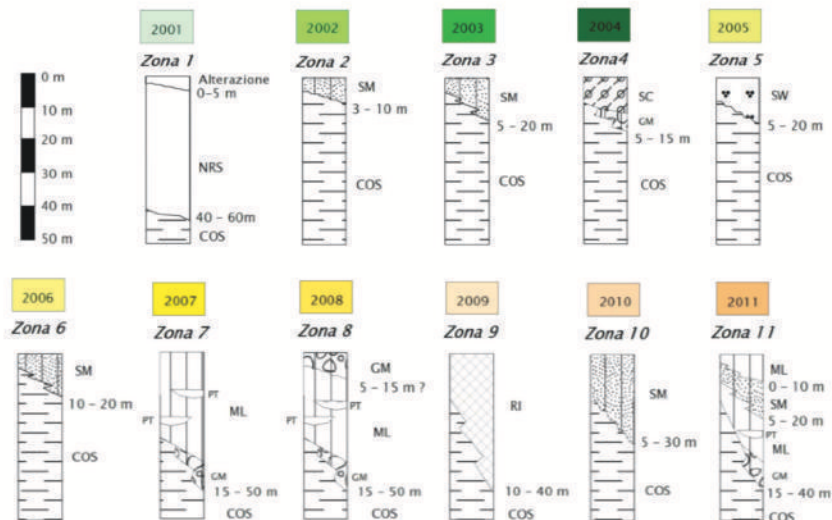 2001
2002
2003
2004
2005
Zona 1
Zona 2
Zona 3
Zona4
Zona 5
0 m
10 m
20 m
30 m
40 m
50 m
Alterazione
0-5 m
NRS
40 – 60m
COS
SM
3 – 10 m
COS
SM
5 – 20 m
COS
SC
GM
5 – 15 m
COS
SW
5 – 20 m
COS
2006
2007
2008
2009
2010
2011
Zona 6
Zona 7
Zona 8
Zona 9
Zona 10
Zona 11
SM
10 – 20 m
COS
PT
PT
ML
GM
15 – 50 m
COS
GM
5 – 15 m ?
PT
PT
ML
GM
15 – 50 m
COS
RI
10 – 40 m
COS
SM
5 – 30 m
COS
ML
0 – 10 m
SM
5 – 20 m
PT
ML
GM
15 – 40 m
COS